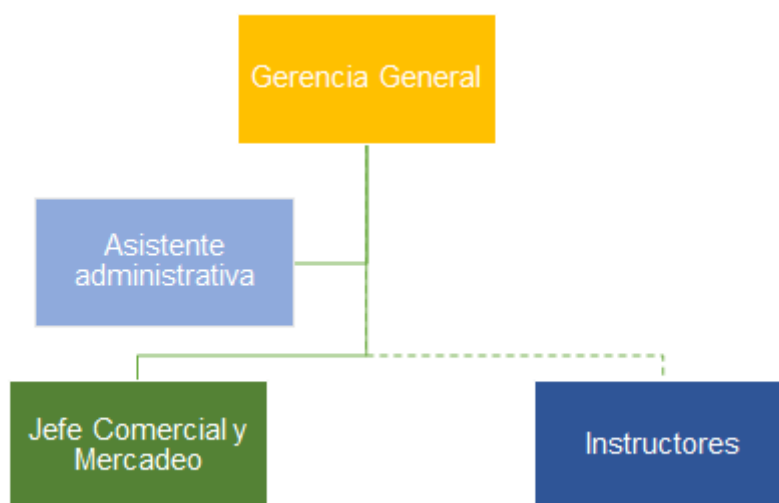 Gerencia General
Asistente
administrativa
Jefe Comercial y
Mercadeo
Instructores